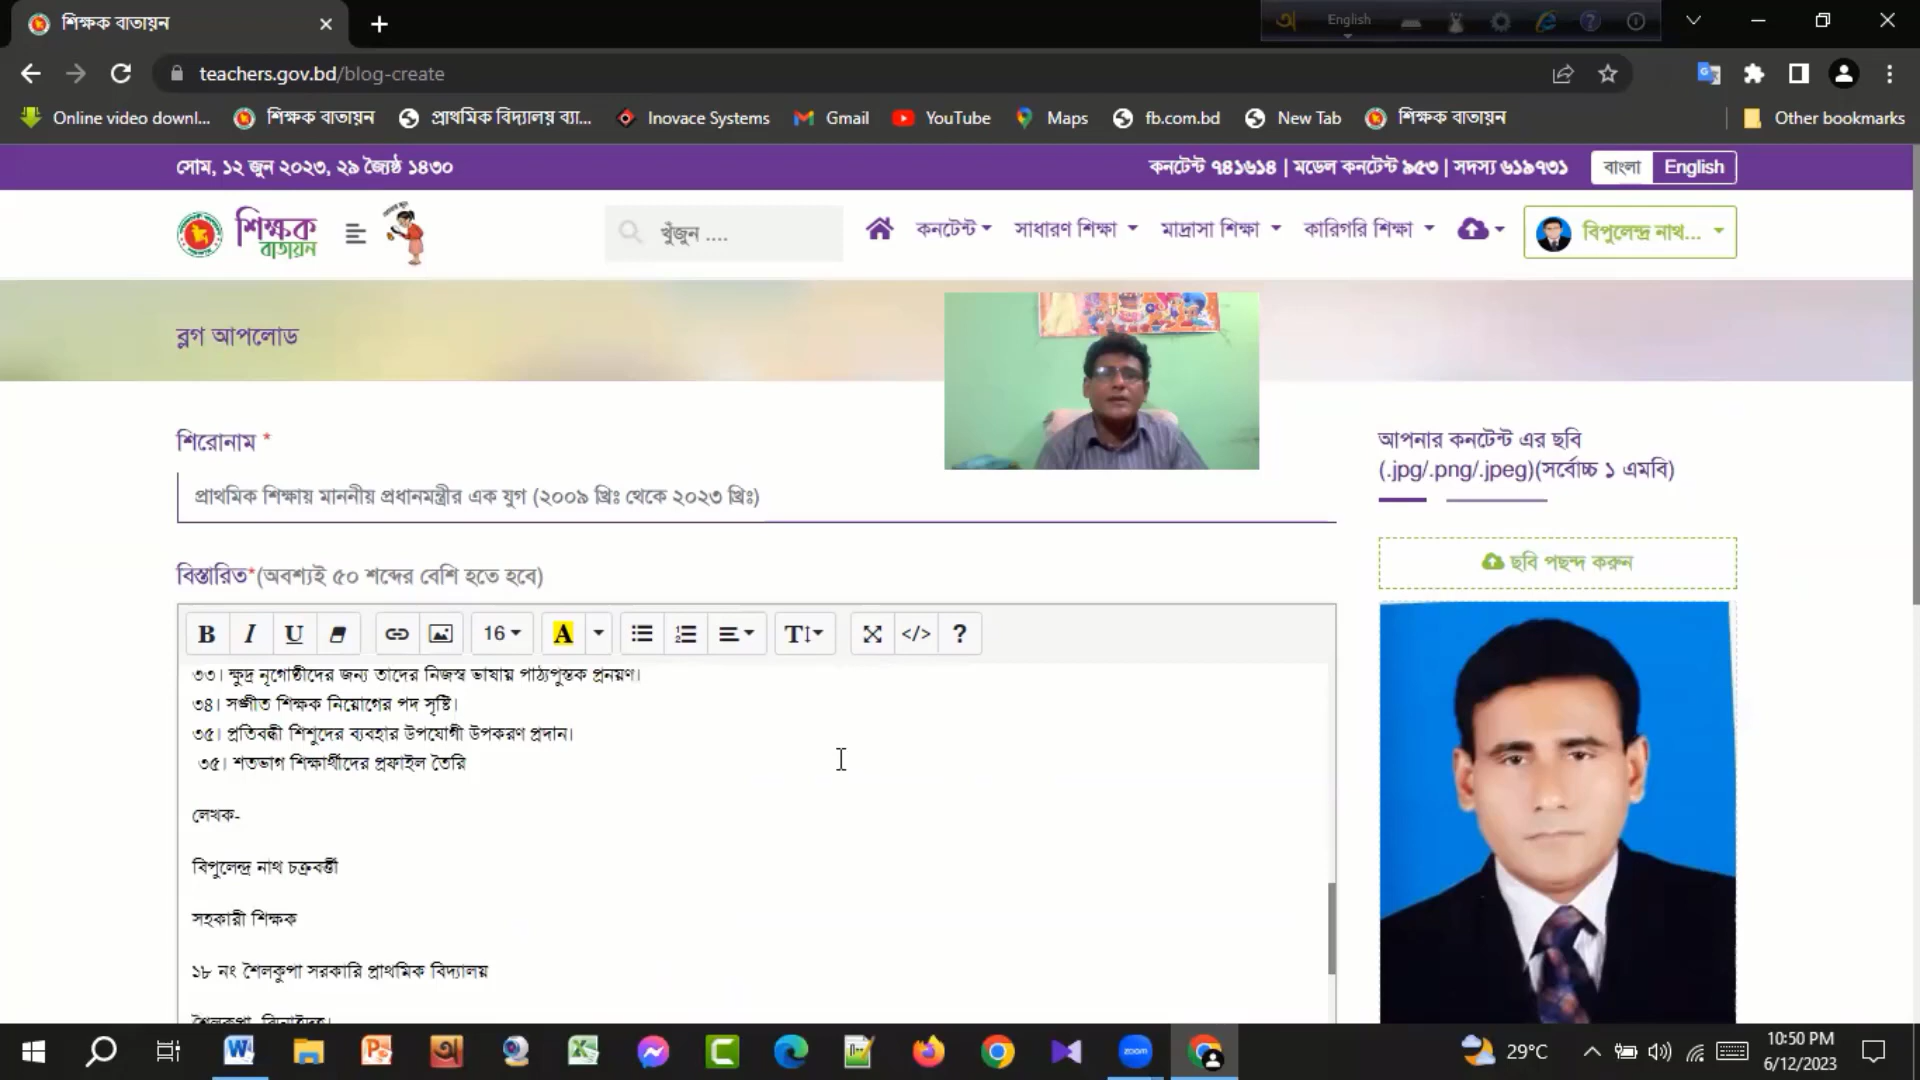 শিক্ষক বাতায়ন
English
teachers.gov.bd/blog-create
Online video downl...
শিক্ষক বাতায়ন
প্রাথমিক বিদ্যালয় ব্যা...
Inovace Systems
Gmail
YouTube
Maps
fb.com.bd
New Tab
শিক্ষক বাতায়ন
Other bookmarks
সোম, ১২ জুন ২০২৩, ২৯ জ্যৈষ্ঠ ১৪৩০
কনটেন্ট ৭৪১৬১৪ | মডেল কনটেন্ট ৯৫৩ | সদস্য ৬১৯৭৩১
বাংলা
English
শিক্ষক
বাতায়ন
খুঁজুন ....
কনটেন্ট
সাধারণ শিক্ষা
মাদ্রাসা শিক্ষা
কারিগরি শিক্ষা
বিপুলেন্দ্র নাথ...
ব্লগ আপলোড
শিরোনাম *
প্রাথমিক শিক্ষায় মাননীয় প্রধানমন্ত্রীর এক যুগ (২০০৯ খ্রিঃ থেকে ২০২৩ খ্রিঃ)
বিস্তারিত*(অবশ্যই ৫০ শব্দের বেশি হতে হবে)
B I U 16 A T </> ?
৩৩। ক্ষুদ্র নৃগোষ্ঠীদের জন্য তাদের নিজস্ব ভাষায় পাঠ্যপুস্তক প্রনয়ণ।
৩৪। সঙ্গীত শিক্ষক নিয়োগের পদ সৃষ্টি।
৩৫। প্রতিবন্ধী শিশুদের ব্যবহার উপযোগী উপকরণ প্রদান।
৩৫। শতভাগ শিক্ষার্থীদের প্রফাইল তৈরি
লেখক-
বিপুলেন্দ্র নাথ চক্রবর্ত্তী
সহকারী শিক্ষক
১৮ নং শৈলকুপা সরকারি প্রাথমিক বিদ্যালয়
আপনার কনটেন্ট এর ছবি
(.jpg/.png/.jpeg)(সর্বোচ্চ ১ এমবি)
ছবি পছন্দ করুন
zoom
29°C
10:50 PM
6/12/2023